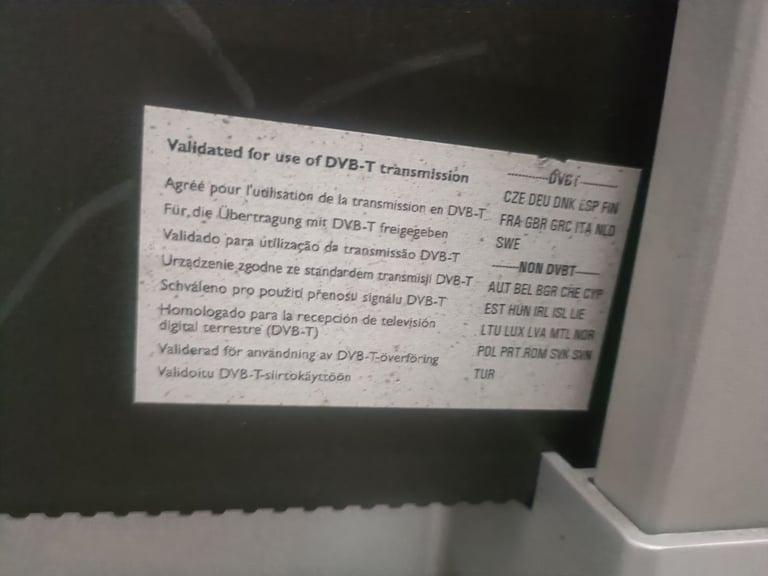 Validated for use of DVB-T transmission
Agréé pour l'utilisation de la transmission en DVB-T
Für die Übertragung mit DVB-T freigegeben
Validado para utilização da transmissão DVB-T
Urządzenie zgodne ze standardem transmisji DVB-T
Schváleno pro použití přenosu signálu DVB-T
Homologado para la recepción de televisión
digital terrestre (DVB-T)
Validerad för användning av DVB-T-överföring
Validoitu DVB-T-siirtokäyttöön
DVBT
CZE DEU DNK ESP FIN
FRA GBR GRC ITA NLD
SWE
NON DVBT
AUT BEL BGR CHE CYP
EST HUN IRL ISL LIE
LTU LUX LVA MTL NOR
POL PRT ROM SVK SVN
TUR